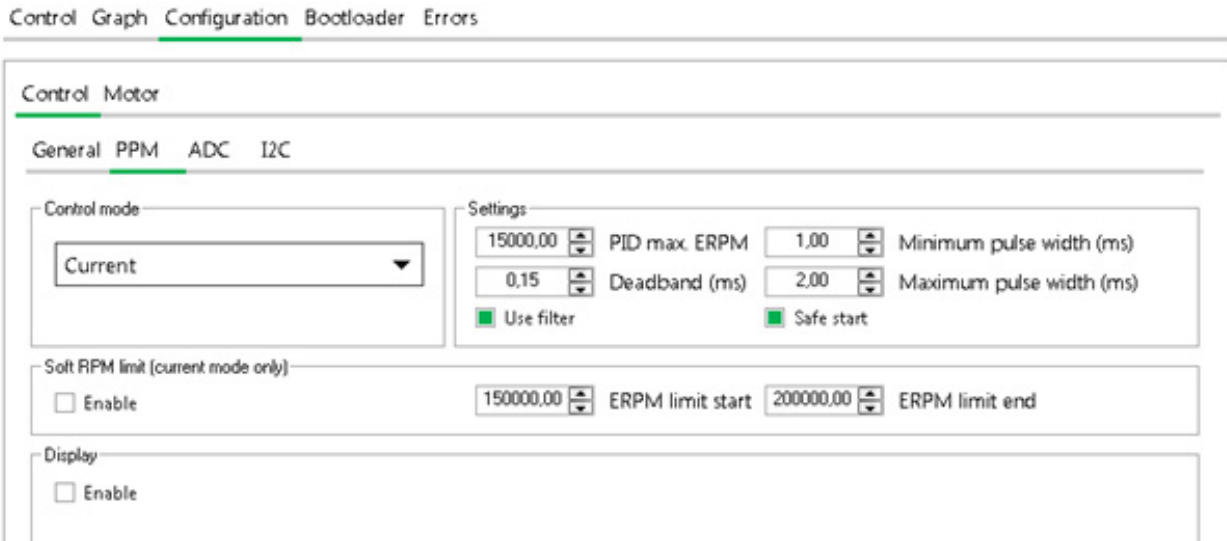 Control Graph Configuration Bootloader Errors
Control Motor
General PPM ADC I2C
Control mode
Current
Settings
15000,00 PID max. ERPM 1,00 Minimum pulse width (ms)
0,15 Deadband (ms) 2,00 Maximum pulse width (ms)
Use filter Safe start
Soft RPM limit (current mode only)
Enable 150000,00 ERPM limit start 200000,00 ERPM limit end
Display
Enable